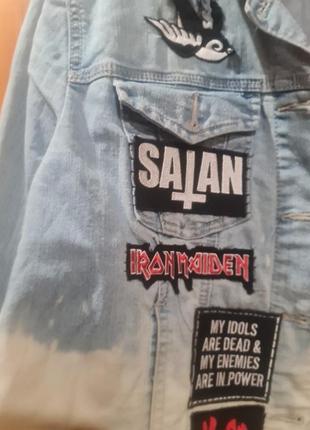 SATAN
IRON MAIDEN
MY IDOLS
ARE DEAD &
MY ENEMIES
ARE IN POWER